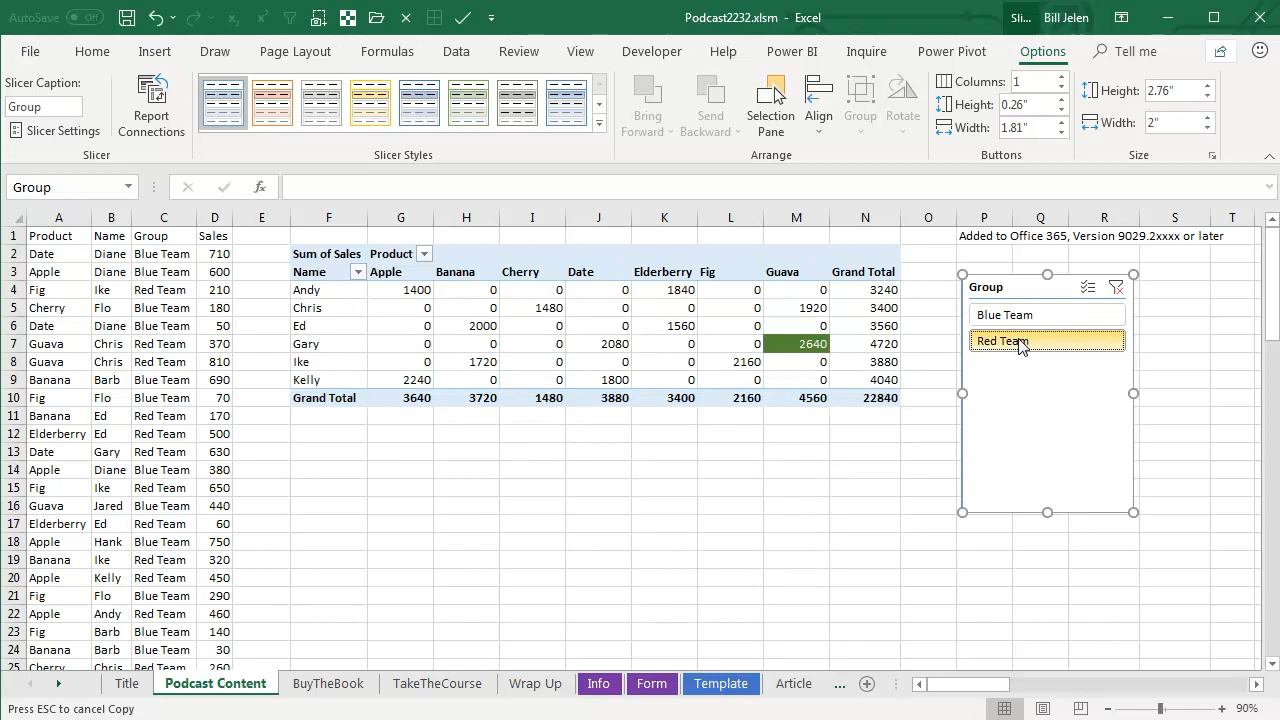 AutoSave Off Podcast2232.xlsm - Excel Sli... Bill Jelen
File Home Insert Draw Page Layout Formulas Data Review View Developer Power BI Inquire Power Pivot Options Tell me
Slicer Caption:
Group
Slicer Settings
Report Connections
Bring Forward
Send Backward
Selection Pane
Align
Group
Rotate
Columns: 1
Height: 0.26"
Width: 1.81"
Height: 2.76"
Width: 2"
Slicer Slicer Styles Arrange Buttons Size
Group fx
A B C D E F G H I J K L M N O P Q R S T
1 Product Name Group Sales Added to Office 365, Version 9029.2xxxx or later
2 Date Diane Blue Team 710 Sum of Sales Product
3 Apple Diane Blue Team 600 Name Apple Banana Cherry Date Elderberry Fig Guava Grand Total
4 Fig Ike Red Team 210 Andy 1400 0 0 0 1840 0 0 3240
5 Cherry Flo Blue Team 180 Chris 0 0 1480 0 0 0 1920 3400
6 Date Diane Blue Team 50 Ed 0 2000 0 0 1560 0 0 3560
7 Guava Chris Red Team 370 Gary 0 0 0 2080 0 0 2640 4720
8 Guava Chris Red Team 810 Ike 0 1720 0 0 0 2160 0 3880
9 Banana Barb Blue Team 690 Kelly 2240 0 0 1800 0 0 0 4040
10 Fig Flo Blue Team 70 Grand Total 3640 3720 1480 3880 3400 2160 4560 22840
11 Banana Ed Red Team 170
12 Elderberry Ed Red Team 500
13 Date Gary Red Team 630
14 Apple Diane Blue Team 380
15 Fig Ike Red Team 650
16 Guava Jared Blue Team 440
17 Elderberry Ed Red Team 60
18 Apple Hank Blue Team 750
19 Banana Ike Red Team 320
20 Apple Kelly Red Team 450
21 Fig Flo Blue Team 290
22 Apple Andy Red Team 460
23 Fig Barb Blue Team 140
24 Banana Barb Blue Team 30
25 Cherry Chris Red Team 260
Group
Blue Team
Red Team
Title Podcast Content BuyTheBook TakeTheCourse Wrap Up Info Form Template Article ...
Press ESC to cancel Copy 90%